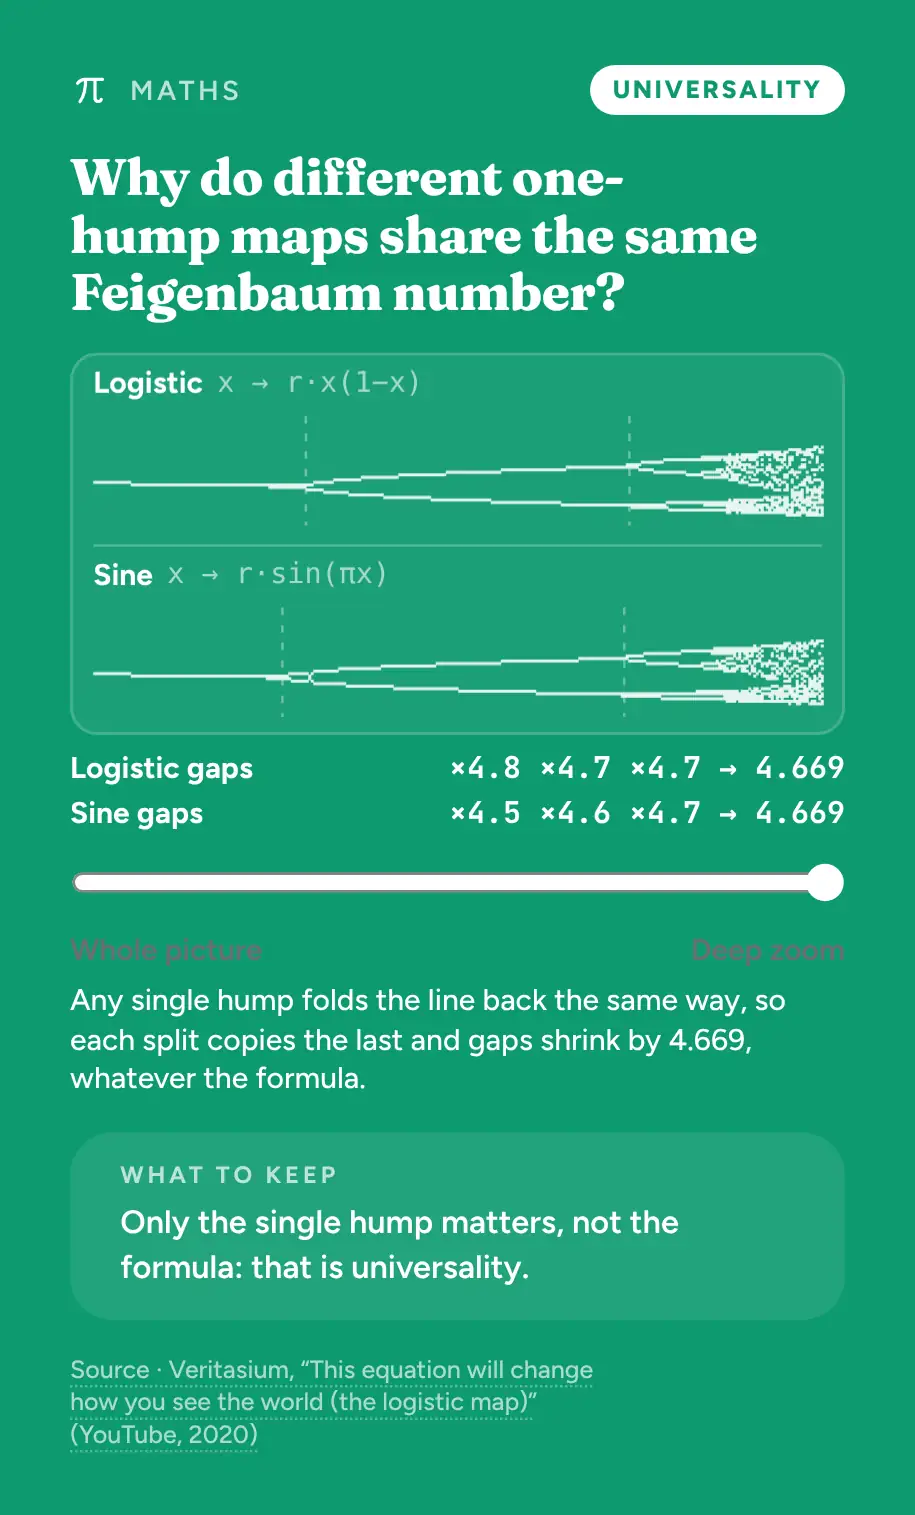 π MATHS
UNIVERSALITY
Why do different one-
hump maps share the same
Feigenbaum number?
Logistic x → r·x(1−x)
Sine x → r·sin(πx)
Logistic gaps ×4.8 ×4.7 ×4.7 → 4.669
Sine gaps ×4.5 ×4.6 ×4.7 → 4.669
Whole picture Deep zoom
Any single hump folds the line back the same way, so
each split copies the last and gaps shrink by 4.669,
whatever the formula.
WHAT TO KEEP
Only the single hump matters, not the
formula: that is universality.
Source · Veritasium, “This equation will change
how you see the world (the logistic map)”
(YouTube, 2020)